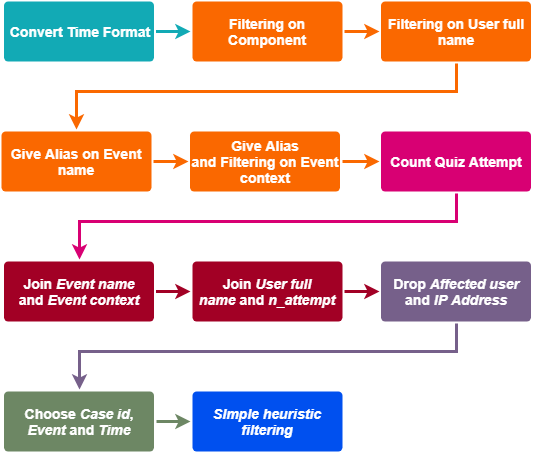 Convert Time Format
Filtering on
Component
Filtering on User full
name
Give Alias on Event
name
Give Alias
and Filtering on Event
context
Count Quiz Attempt
Join Event name
and Event context
Join User full
name and n_attempt
Drop Affected user
and IP Address
Choose Case id,
Event and Time
SImple heuristic
filtering